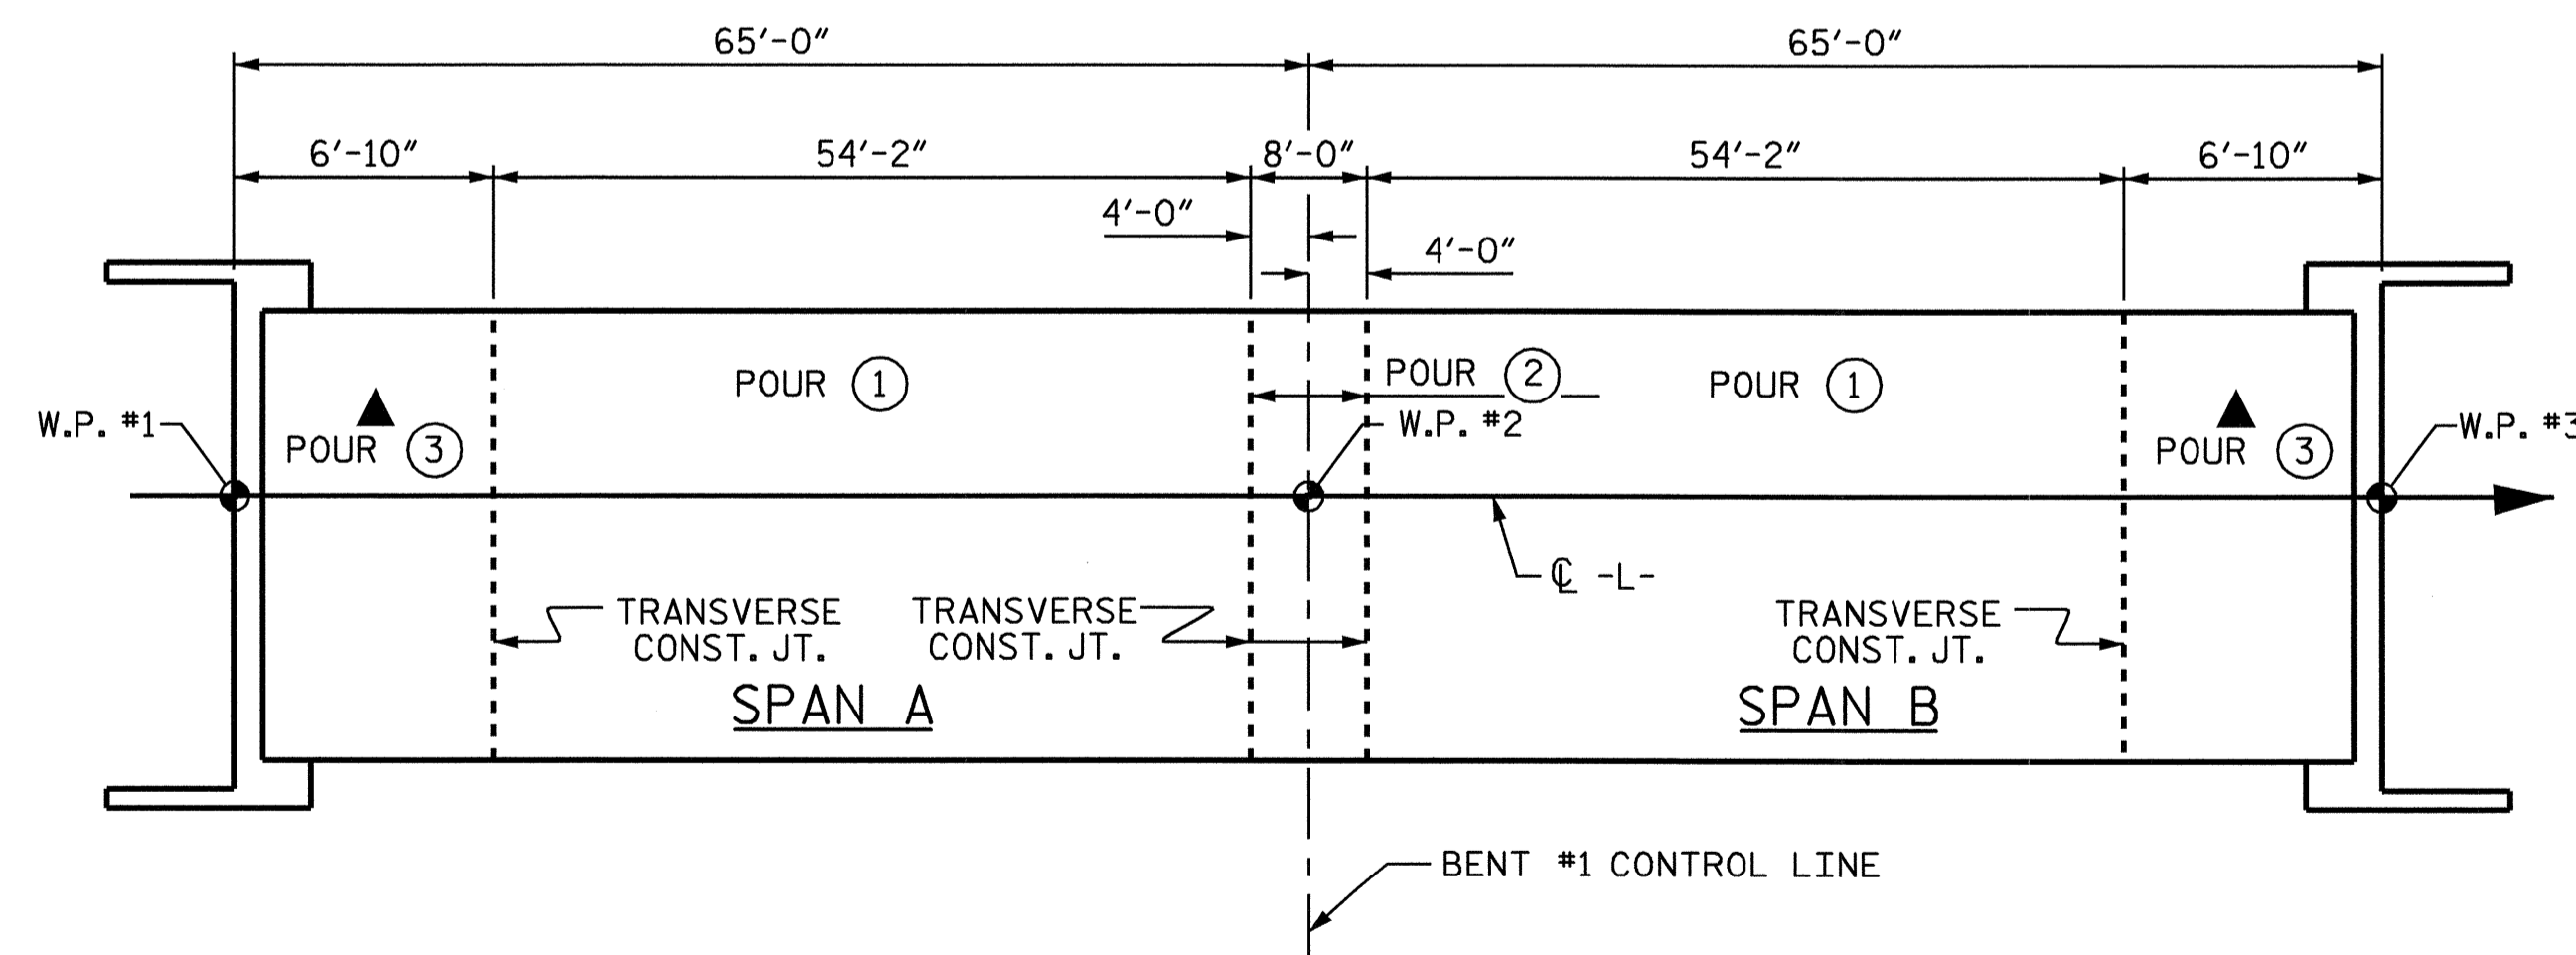 65'-0" 65'-0"
6'-10" 54'-2" 8'-0" 54'-2" 6'-10"
4'-0"
4'-0"
POUR 1 POUR 2 POUR 1
W.P. #1 W.P. #2 W.P. #3
POUR 3 POUR 3
℄ -L-
TRANSVERSE TRANSVERSE TRANSVERSE
CONST. JT. CONST. JT. CONST. JT.
SPAN A SPAN B
BENT #1 CONTROL LINE